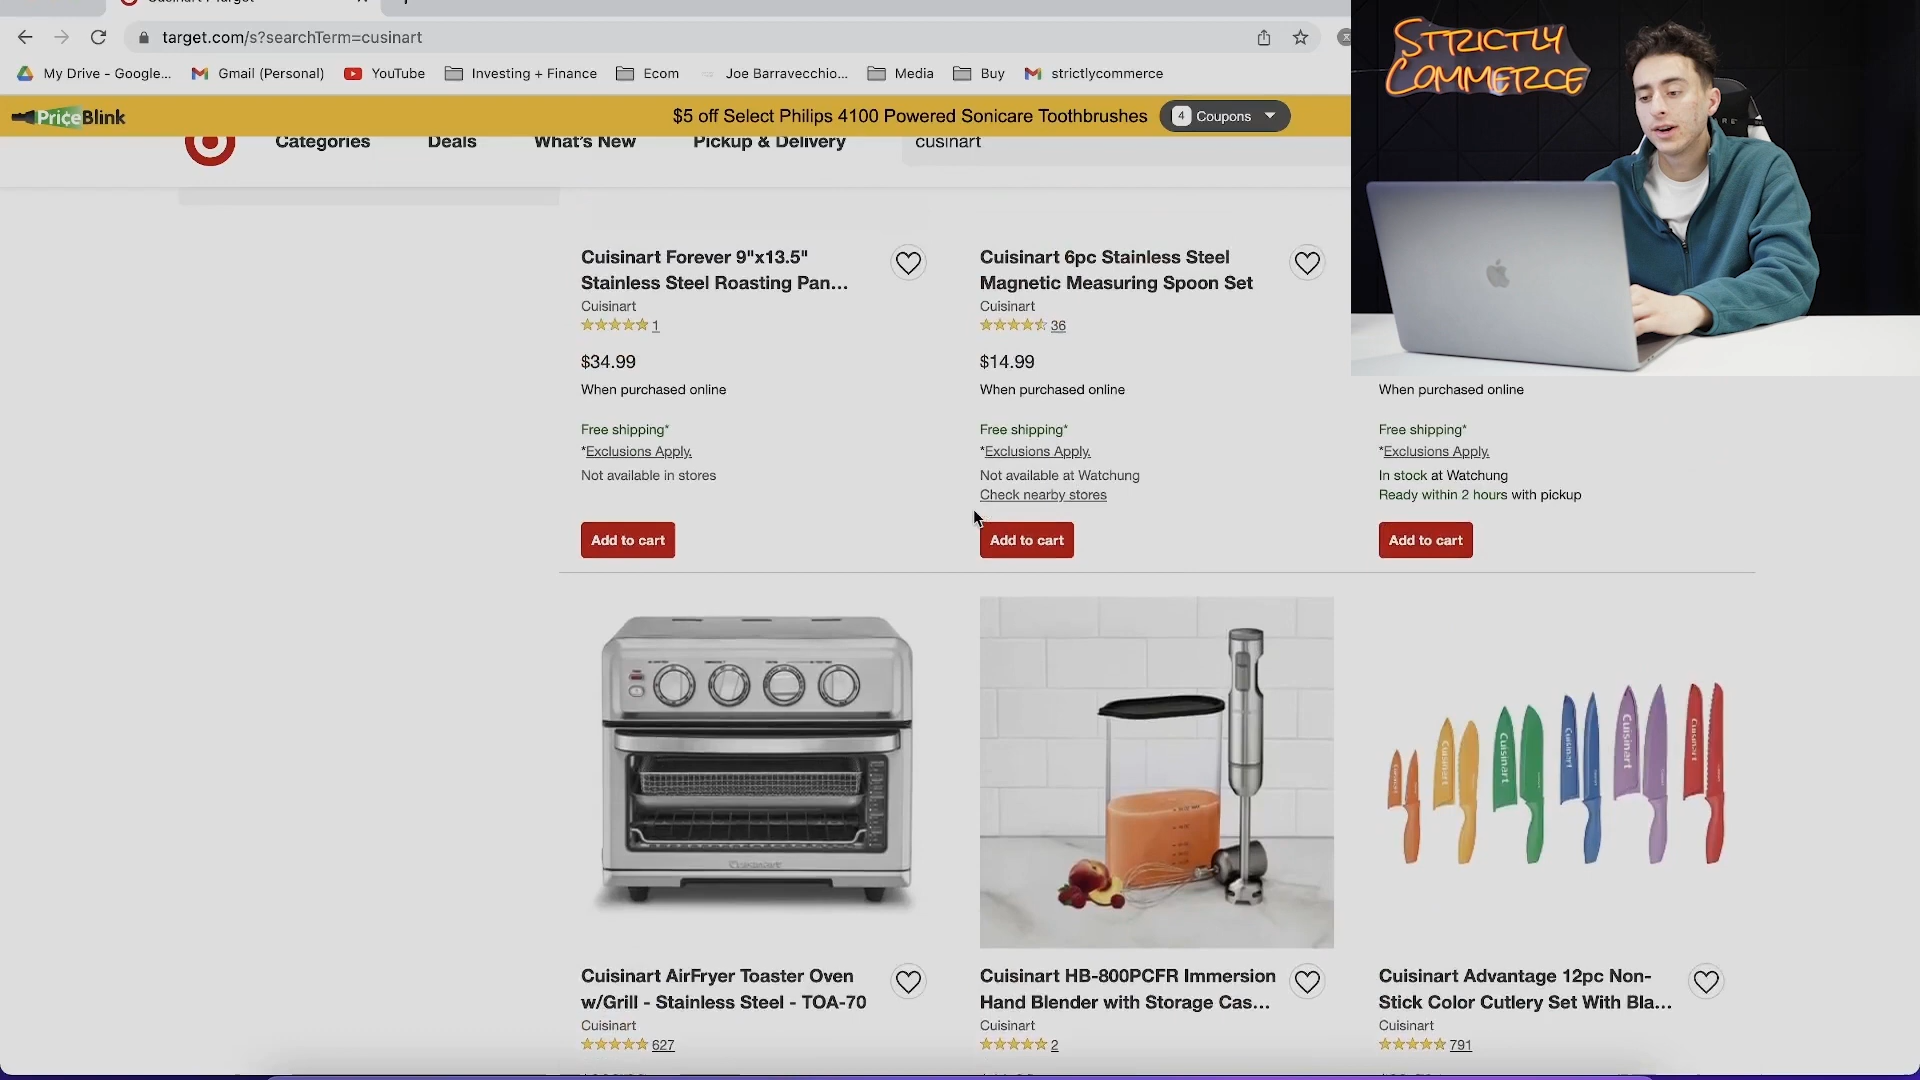 target.com/s?searchTerm=cusinart
My Drive - Google... Gmail (Personal) YouTube Investing + Finance Ecom Joe Barravecchio... Media Buy strictlycommerce
STRICTLY
COMMERCE
PriceBlink $5 off Select Philips 4100 Powered Sonicare Toothbrushes 4 Coupons
Categories Deals What's New Pickup & Delivery cusinart
Cuisinart Forever 9"x13.5"
Stainless Steel Roasting Pan...
Cuisinart
1
$34.99
When purchased online
Free shipping*
*Exclusions Apply.
Not available in stores
Add to cart
Cuisinart 6pc Stainless Steel
Magnetic Measuring Spoon Set
Cuisinart
36
$14.99
When purchased online
Free shipping*
*Exclusions Apply.
Not available at Watchung
Check nearby stores
Add to cart
When purchased online
Free shipping*
*Exclusions Apply.
In stock at Watchung
Ready within 2 hours with pickup
Add to cart
Cuisinart AirFryer Toaster Oven
w/Grill - Stainless Steel - TOA-70
Cuisinart
627
Cuisinart HB-800PCFR Immersion
Hand Blender with Storage Cas...
Cuisinart
2
Cuisinart Advantage 12pc Non-
Stick Color Cutlery Set With Bla...
Cuisinart
791